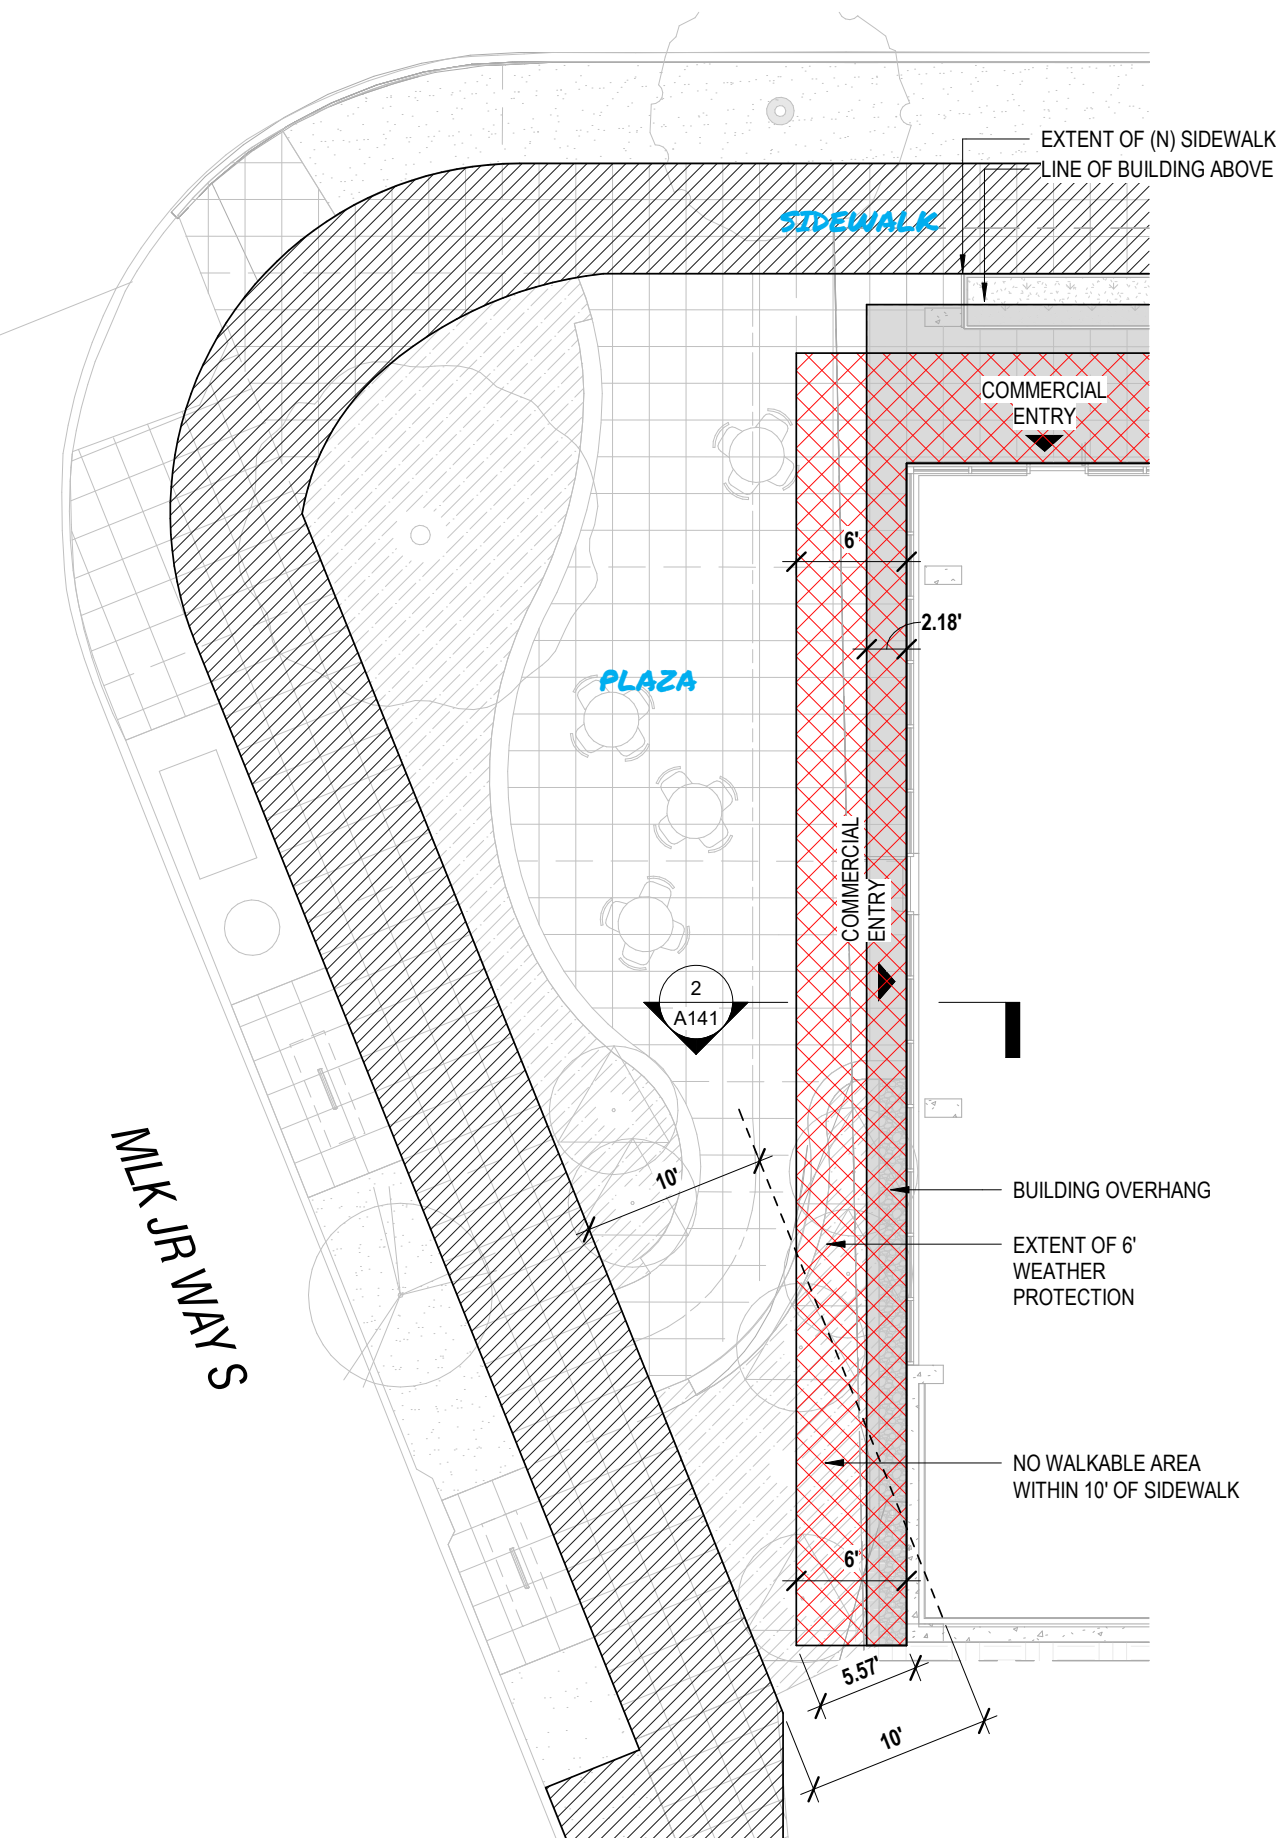 EXTENT OF (N) SIDEWALK
LINE OF BUILDING ABOVE
SIDEWALK
COMMERCIAL
ENTRY
6'
2.18'
PLAZA
COMMERCIAL
ENTRY
2
A141
10'
BUILDING OVERHANG
EXTENT OF 6'
WEATHER
PROTECTION
MLK JR WAY S
NO WALKABLE AREA
WITHIN 10' OF SIDEWALK
6'
5.57'
10'